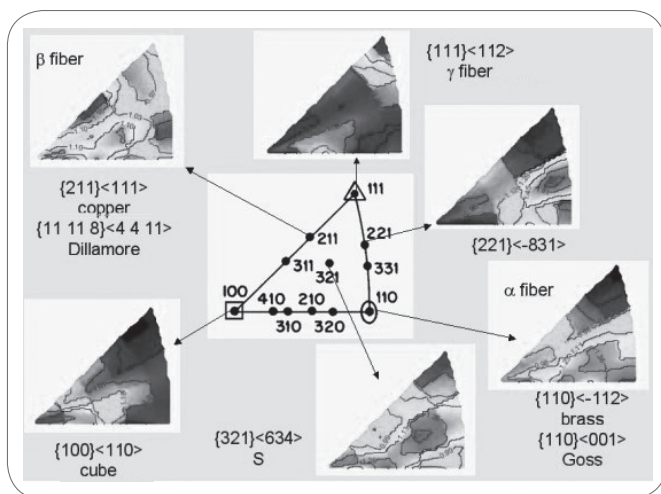 β fiber
{211}<111>
copper
{11 11 8}<4 4 11>
Dillamore
{111}<112>
γ fiber
{221}<-831>
111
211
221
311
321
331
100
410
210
110
310
320
α fiber
{110}<-112>
brass
{110}<001>
Goss
{100}<110>
cube
{321}<634>
S